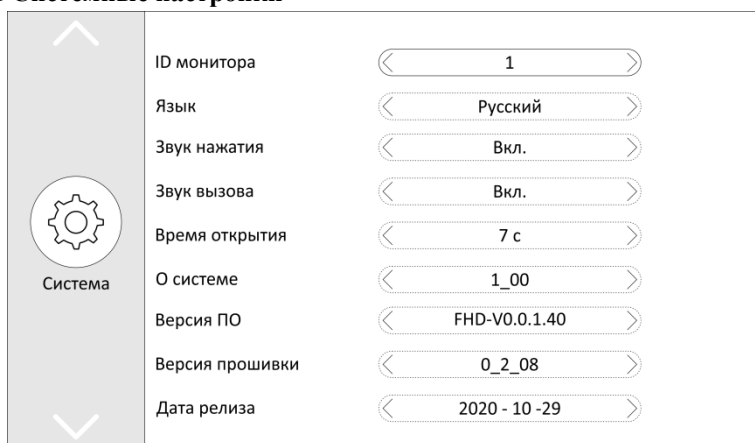 Системные настройки
ID монитора 1
Язык Русский
Звук нажатия Вкл.
Звук вызова Вкл.
Время открытия 7 с
Система
О системе 1_00
Версия ПО FHD-V0.0.1.40
Версия прошивки 0_2_08
Дата релиза 2020 - 10 -29